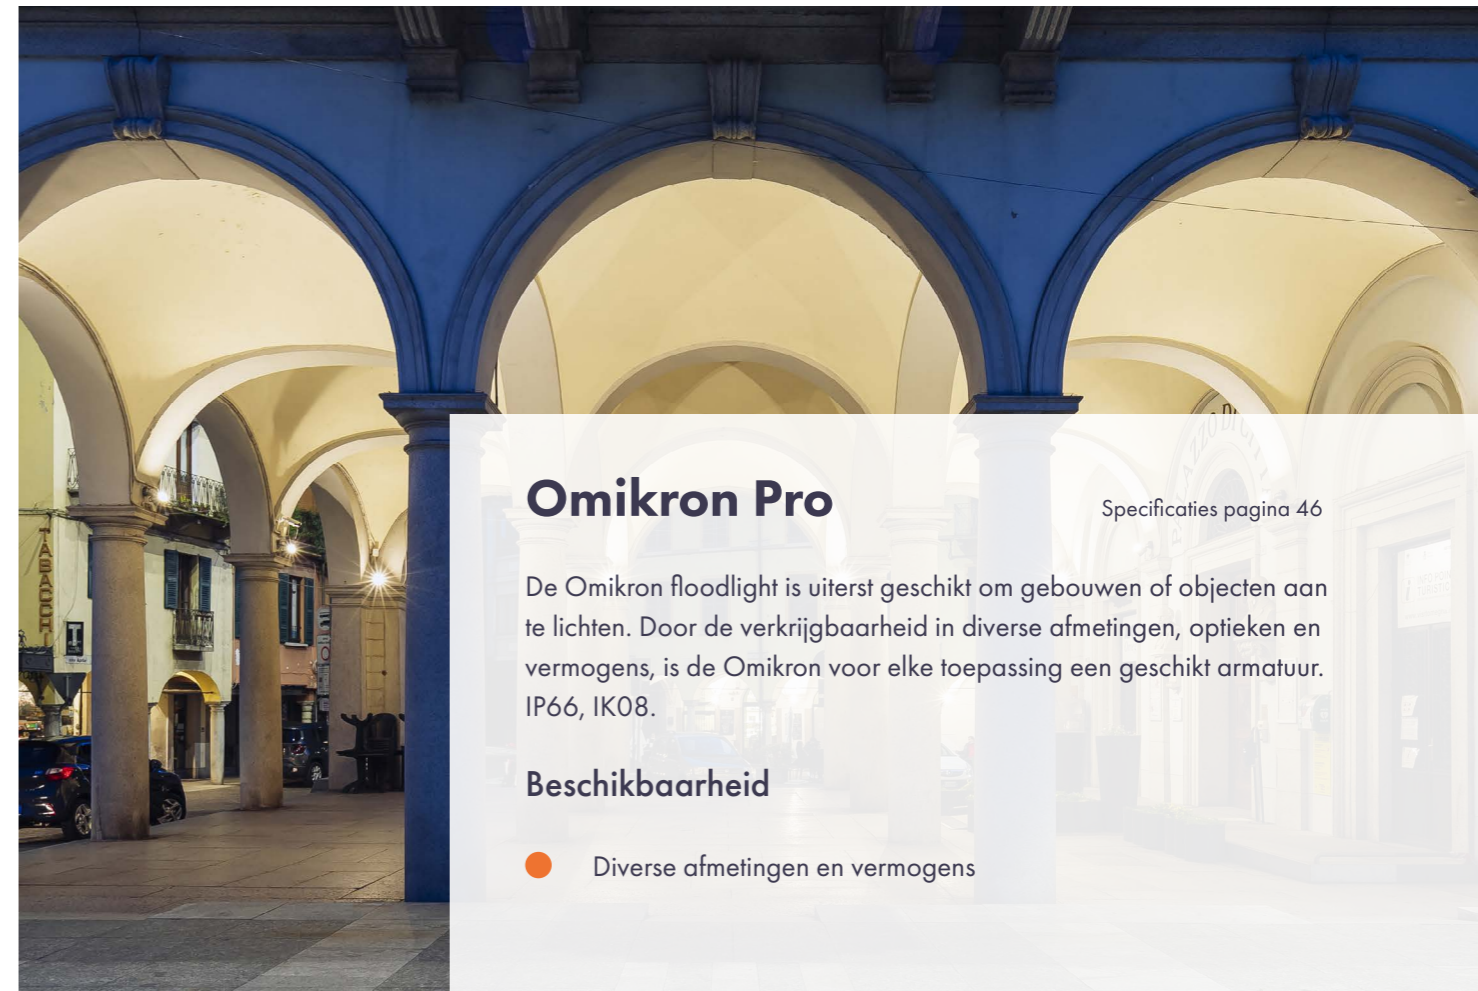 Omikron Pro
Specificaties pagina 46
De Omikron floodlight is uiterst geschikt om gebouwen of objecten aan
te lichten. Door de verkrijgbaarheid in diverse afmetingen, optieken en
vermogens, is de Omikron voor elke toepassing een geschikt armatuur.
IP66, IK08.
Beschikbaarheid
Diverse afmetingen en vermogens
TABACCHI